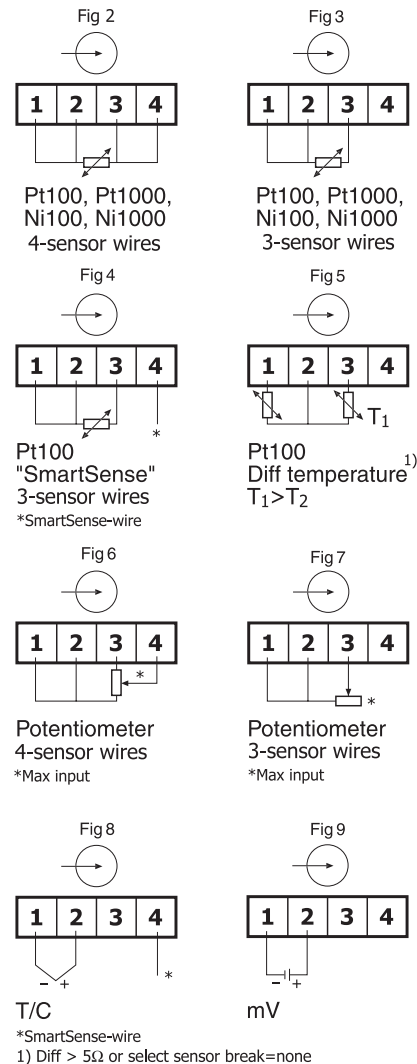 Fig 2
1 2 3 4
Pt100, Pt1000,
Ni100, Ni1000
4-sensor wires
Fig 3
1 2 3 4
Pt100, Pt1000,
Ni100, Ni1000
3-sensor wires
Fig 4
1 2 3 4
*
Pt100
"SmartSense"
3-sensor wires
*SmartSense-wire
Fig 5
1 2 3 4
T1
Pt100
Diff temperature 1)
T1>T2
Fig 6
1 2 3 4
*
Potentiometer
4-sensor wires
*Max input
Fig 7
1 2 3 4
*
Potentiometer
3-sensor wires
*Max input
Fig 8
1 2 3 4
- + *
T/C
*SmartSense-wire
Fig 9
1 2 3 4
- +
mV
1) Diff > 5Ω or select sensor break=none